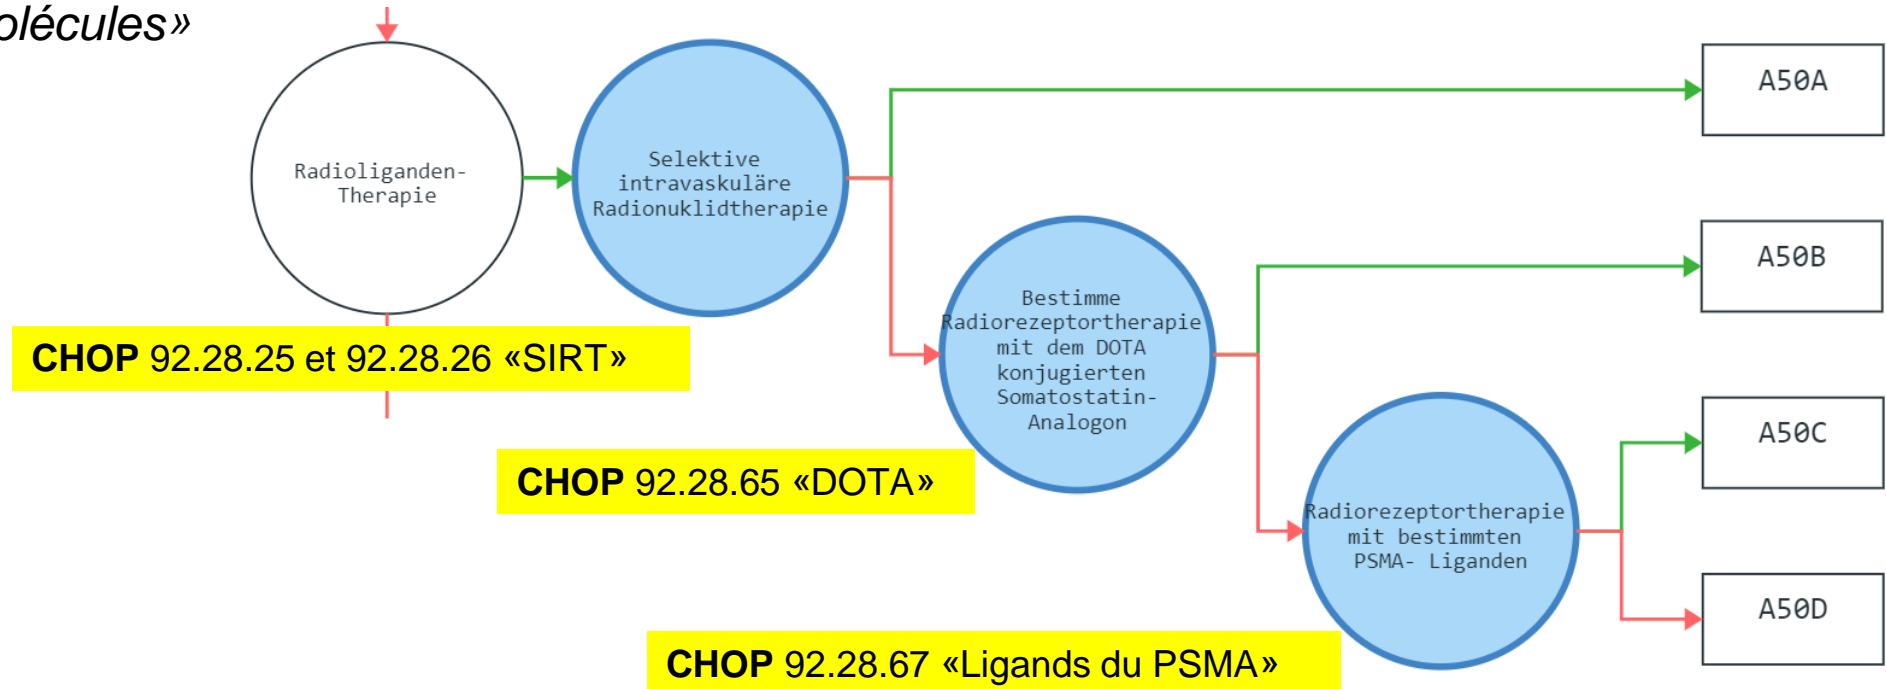 olécules»
Radioliganden-
Therapie
Selektive
intravaskuläre
Radionuklidtherapie
A50A
CHOP 92.28.25 et 92.28.26 «SIRT»
Bestimme
Radiorezeptortherapie
mit dem DOTA
konjugierten
Somatostatin-
Analogon
A50B
CHOP 92.28.65 «DOTA»
Radiorezeptortherapie
mit bestimmten
PSMA- Liganden
A50C
A50D
CHOP 92.28.67 «Ligands du PSMA»